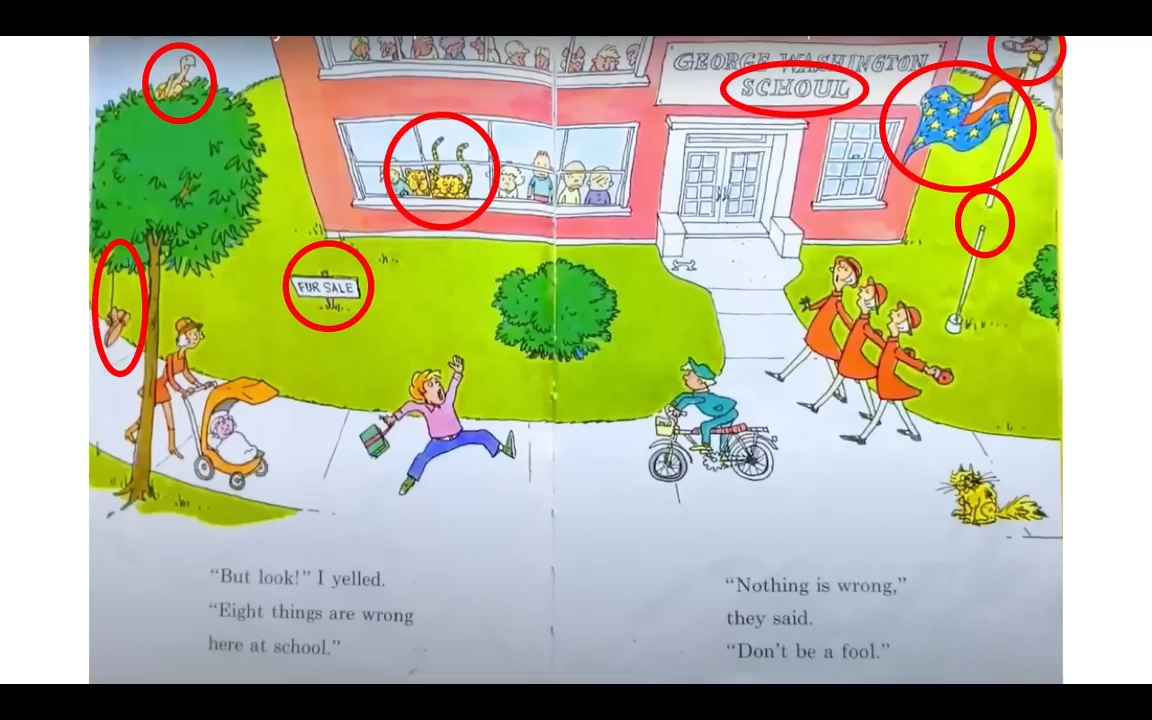 GEORGE WASHINGTON
SCHOUL
FUR SALE
“But look!” I yelled.
“Eight things are wrong
here at school.”
“Nothing is wrong,”
they said.
“Don’t be a fool.”